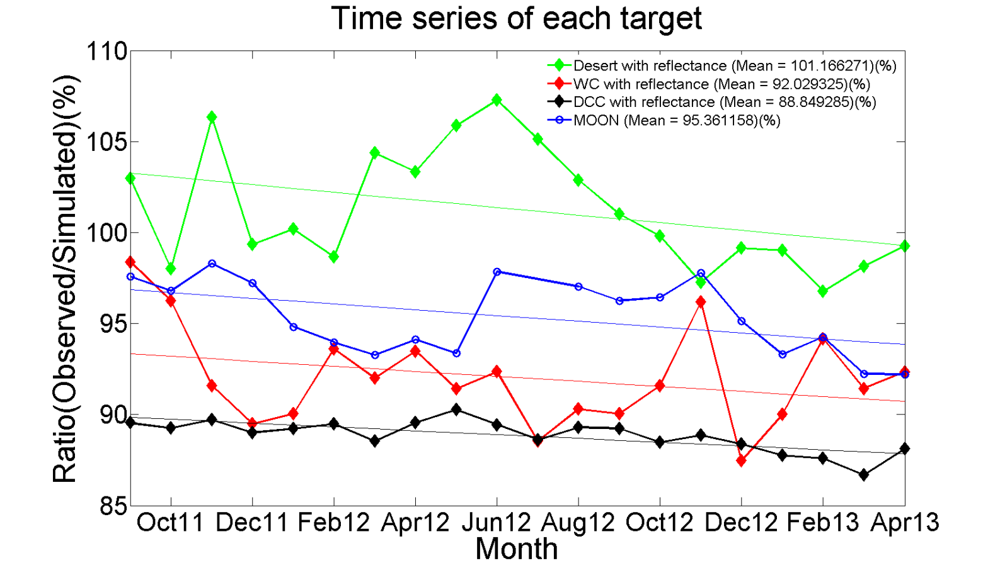 Time series of each target
110
105
100
95
90
85
Ratio(Observed/Simulated)(%)
Desert with reflectance (Mean = 101.166271)(%)
WC with reflectance (Mean = 92.029325)(%)
DCC with reflectance (Mean = 88.849285)(%)
MOON (Mean = 95.361158)(%)
Oct11 Dec11 Feb12 Apr12 Jun12 Aug12 Oct12 Dec12 Feb13 Apr13
Month